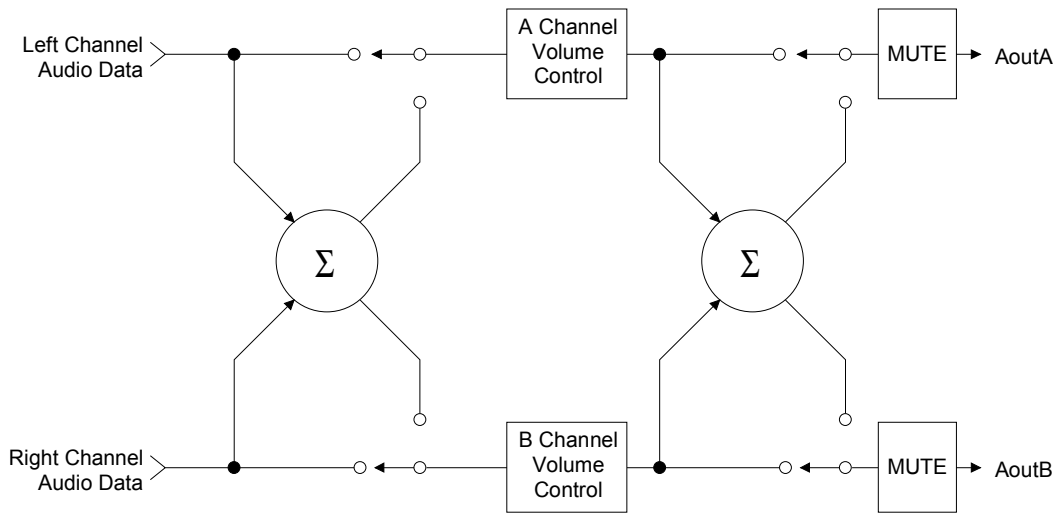 Left Channel
Audio Data
A Channel
Volume
Control
MUTE
AoutA
Σ
Σ
Right Channel
Audio Data
B Channel
Volume
Control
MUTE
AoutB